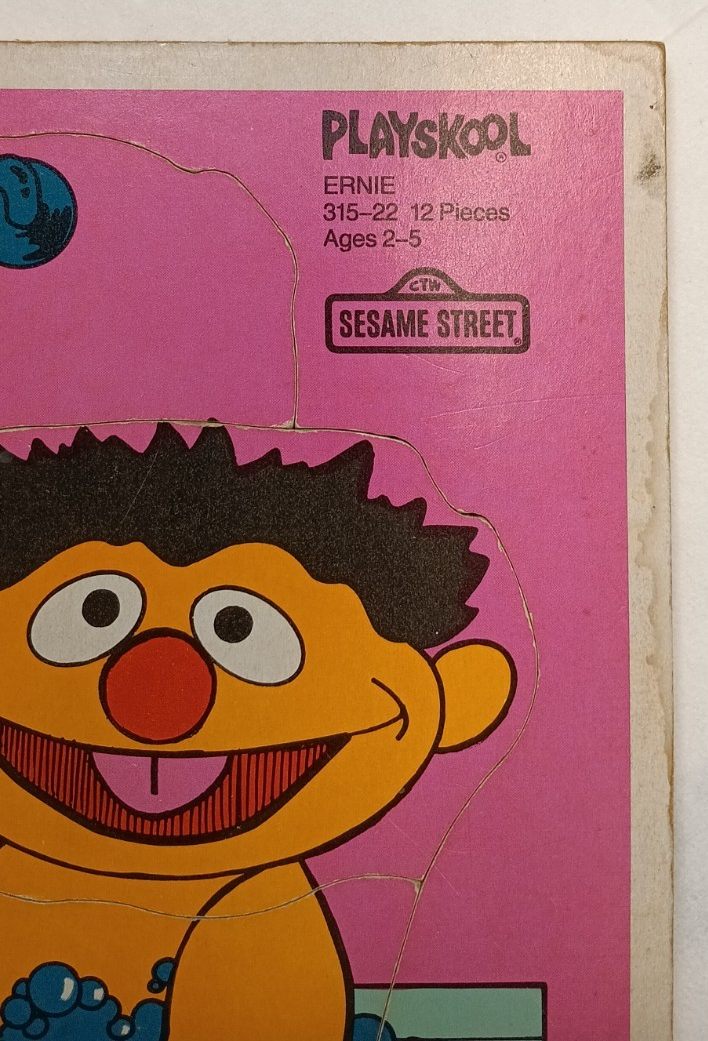 PLAYSKOOL®
ERNIE
315–22 12 Pieces
Ages 2–5
CTW
SESAME STREET®